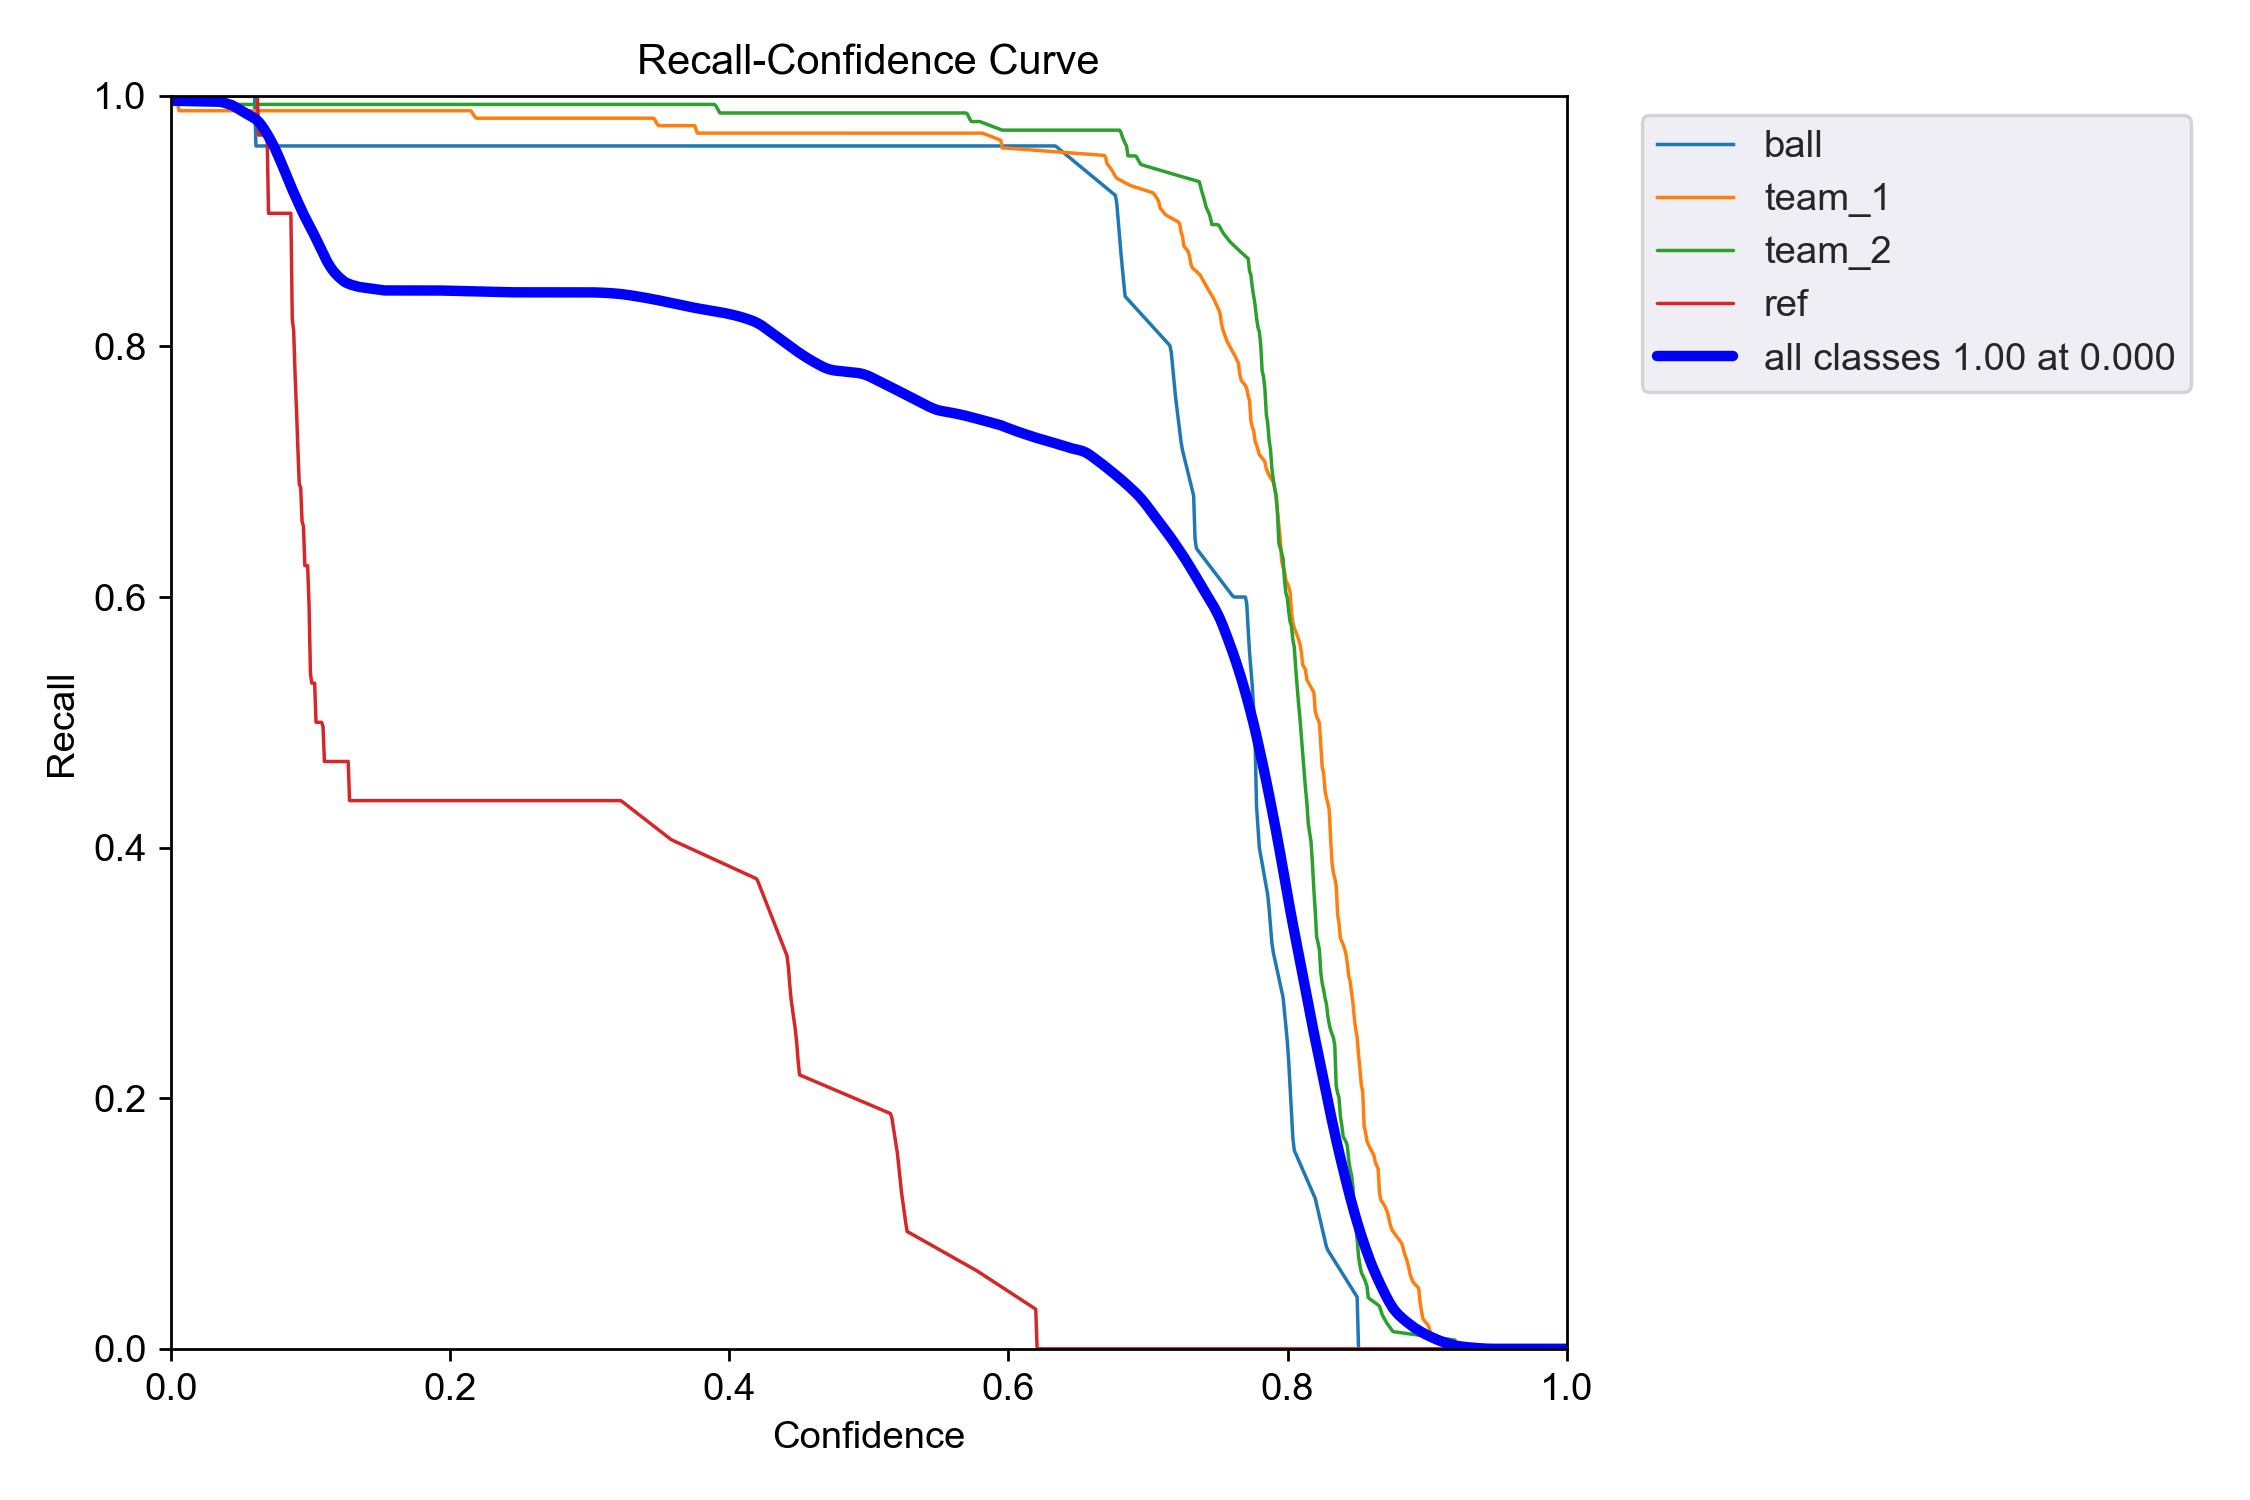 Recall-Confidence Curve
1.0
0.8
0.6
0.4
0.2
0.0
Recall
0.0 0.2 0.4 0.6 0.8 1.0
Confidence
ball
team_1
team_2
ref
all classes 1.00 at 0.000